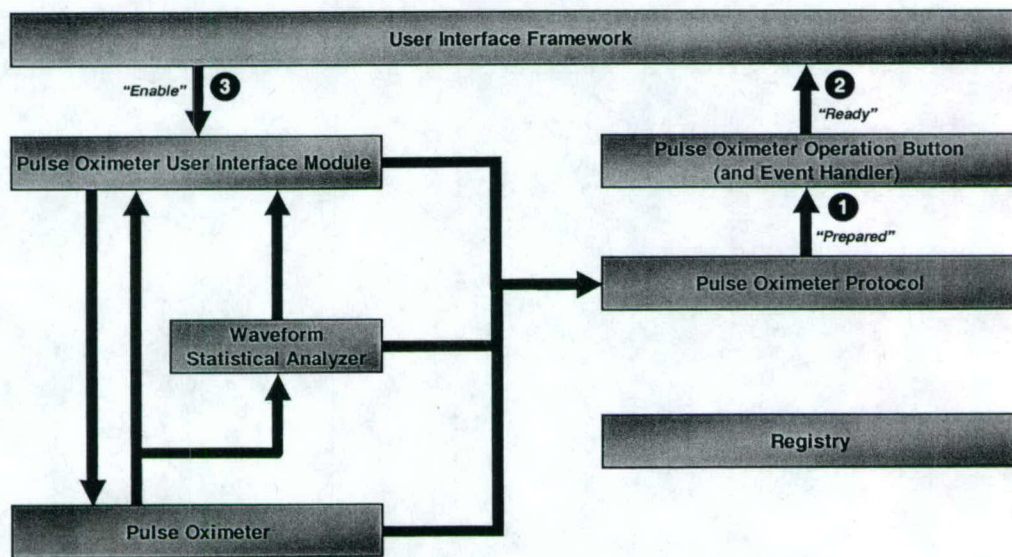 User Interface Framework
"Enable"
3
2
"Ready"
Pulse Oximeter User Interface Module
Pulse Oximeter Operation Button
(and Event Handler)
1
"Prepared"
Pulse Oximeter Protocol
Waveform
Statistical Analyzer
Registry
Pulse Oximeter